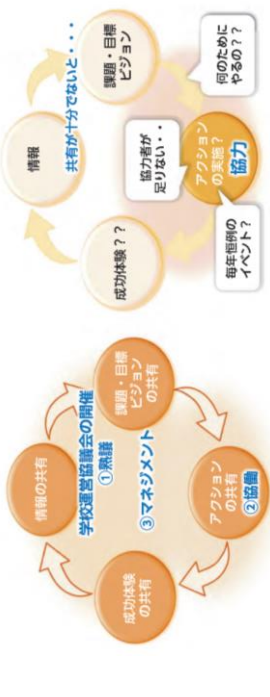 情報の共有
学校運営協議会の開催
①熟議
課題・目標
ビジョン
の共有
③マネジメント
アクション
の共有
②協働
成功体験
の共有
情報
共有が十分でないと・・・
課題・目標
ビジョン
何のために
やるの？？
協力者が
足りない・・
アクション
の実施？
協力
毎年恒例の
イベント？
成功体験？？